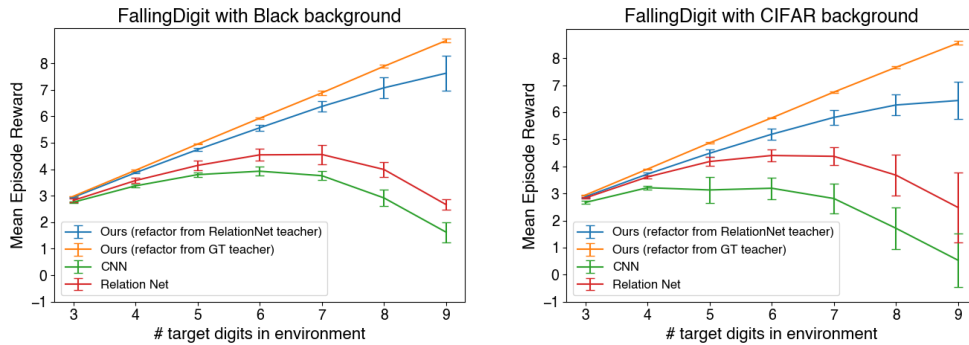 FallingDigit with Black background
Mean Episode Reward
8
7
6
5
4
3
2
1
0
−1
Ours (refactor from RelationNet teacher)
Ours (refactor from GT teacher)
CNN
Relation Net
3 4 5 6 7 8 9
# target digits in environment
FallingDigit with CIFAR background
Mean Episode Reward
8
7
6
5
4
3
2
1
0
−1
Ours (refactor from RelationNet teacher)
Ours (refactor from GT teacher)
CNN
Relation Net
3 4 5 6 7 8 9
# target digits in environment